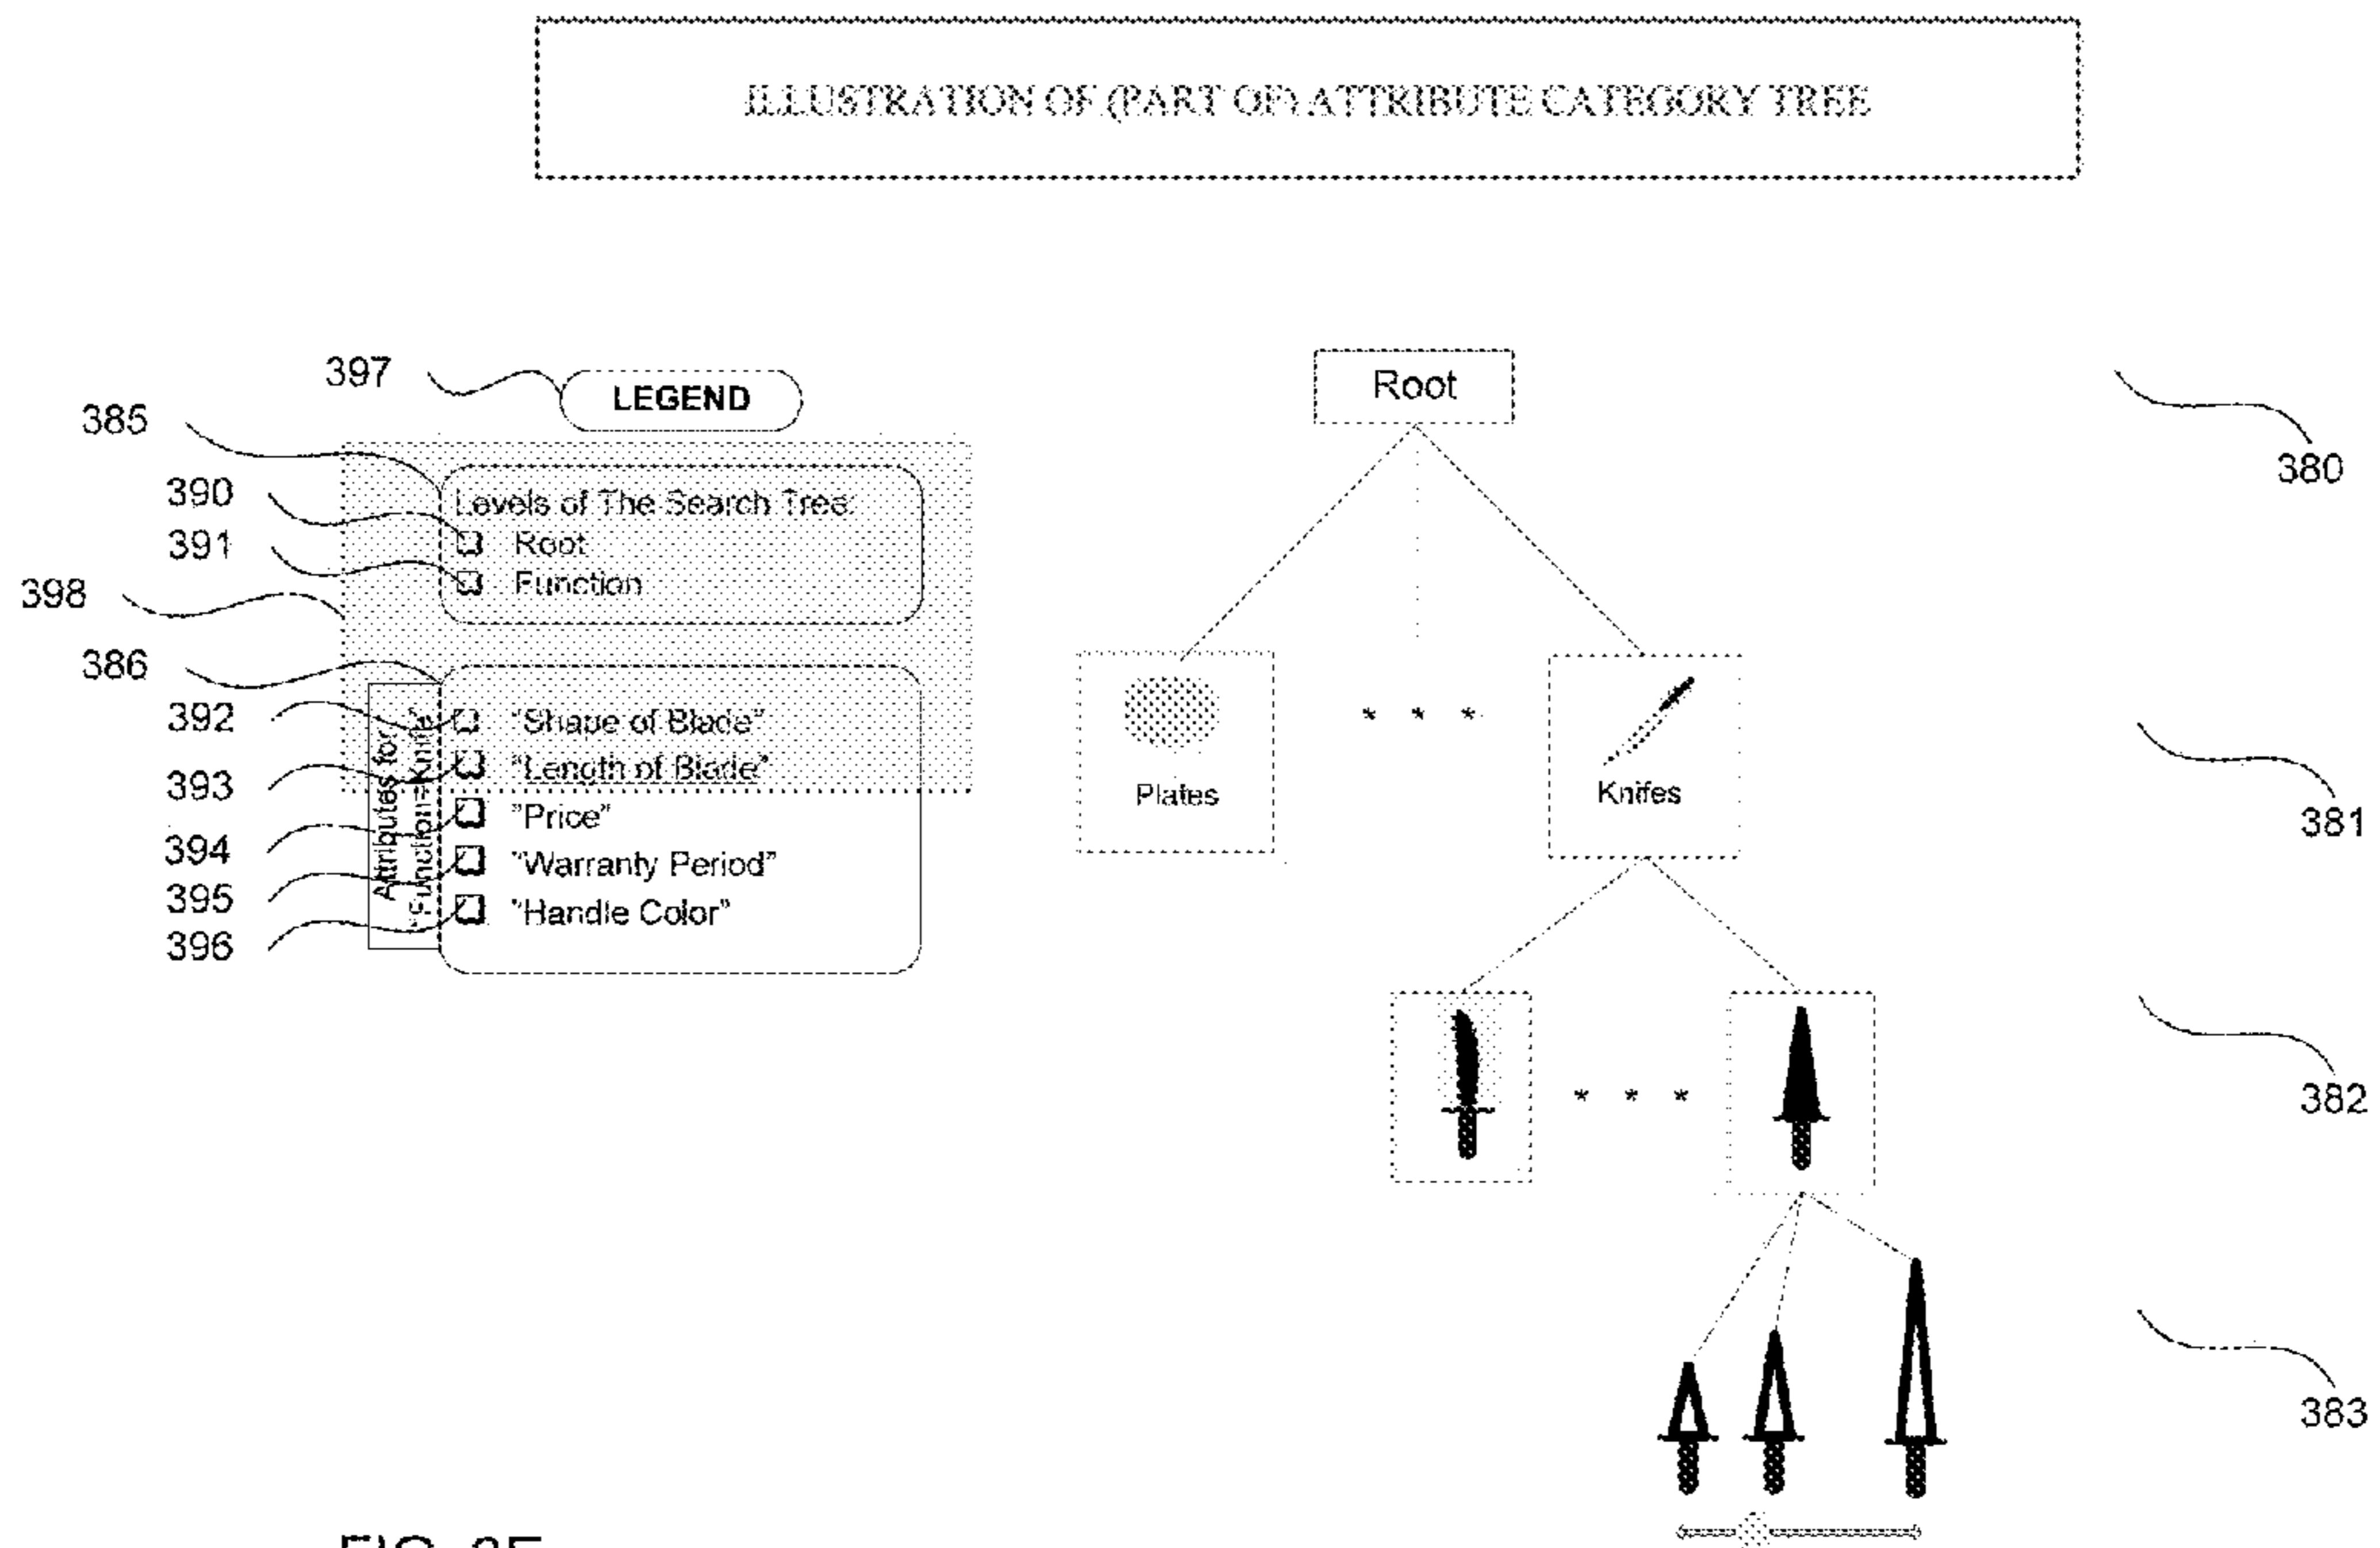 ILLUSTRATION OF (PART OF) ATTRIBUTE CATEGORY TREE
397
LEGEND
385
390
391
398
Levels of The Search Tree:
Root
Function
386
392
393
394
395
396
Attributes for
"Function=Knife"
"Shape of Blade"
"Length of Blade"
"Price"
"Warranty Period"
"Handle Color"
Root
380
Plates
* * *
Knifes
381
* * *
382
383